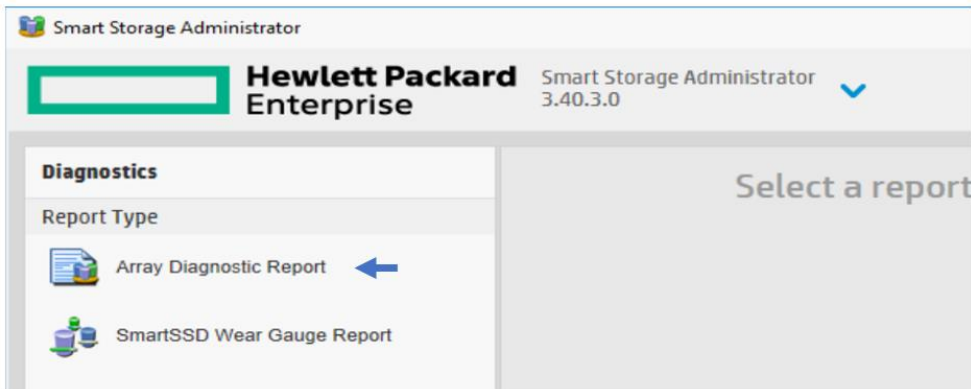 Smart Storage Administrator
Hewlett Packard
Enterprise
Smart Storage Administrator
3.40.3.0
Diagnostics
Select a report
Report Type
Array Diagnostic Report
SmartSSD Wear Gauge Report